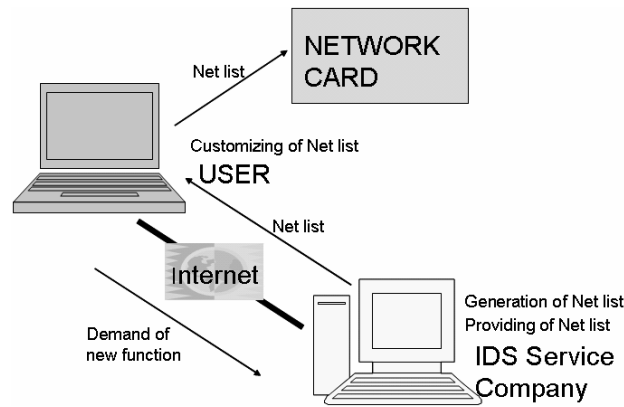 NETWORK
CARD
Net list
Customizing of Net list
USER
Net list
Internet
Generation of Net list
Providing of Net list
Demand of
new function
IDS Service
Company